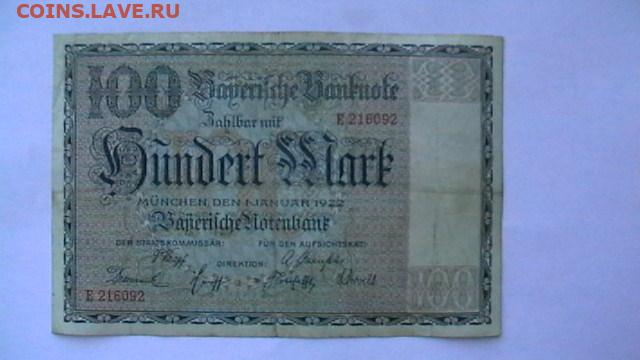 COINS.LAVE.RU
100 Bayerische Banknote
Zahlbar mit E 216092
Hundert Mark
MÜNCHEN, DEN 1. JANUAR 1922
Bayerische Notenbank
DER STAATSKOMMISSÄR: FÜR DEN AUFSICHTSRAT:
DIREKTION:
E 216092
100